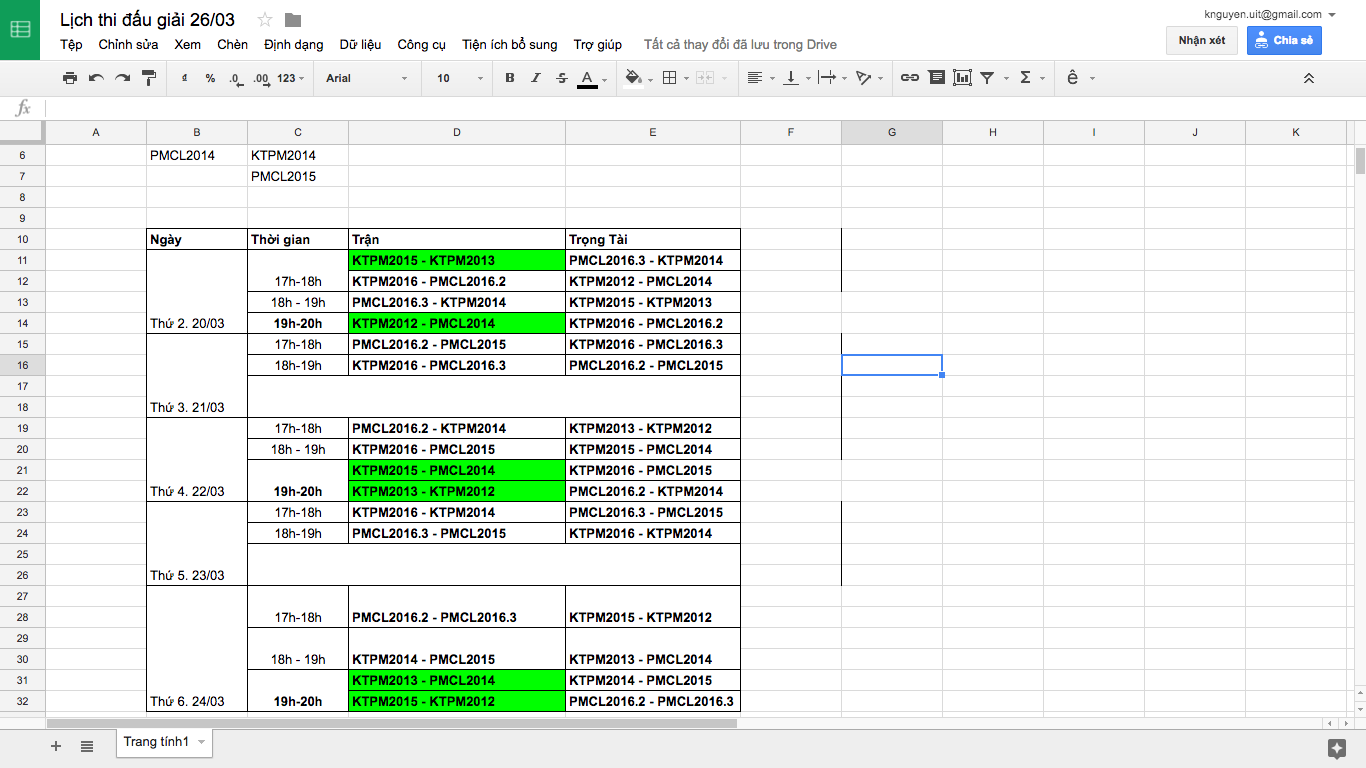 Lịch thi đấu giải 26/03
knguyen.uit@gmail.com
Tệp Chỉnh sửa Xem Chèn Định dạng Dữ liệu Công cụ Tiện ích bổ sung Trợ giúp Tất cả thay đổi đã lưu trong Drive
Nhận xét Chia sẻ
đ % .0 .00 123 Arial 10 B I S A Σ ê
fx
A B C D E F G H I J K
6 PMCL2014 KTPM2014
7 PMCL2015
8
9
10 Ngày Thời gian Trận Trọng Tài
11 KTPM2015 - KTPM2013 PMCL2016.3 - KTPM2014
12 17h-18h KTPM2016 - PMCL2016.2 KTPM2012 - PMCL2014
13 18h - 19h PMCL2016.3 - KTPM2014 KTPM2015 - KTPM2013
14 Thứ 2. 20/03 19h-20h KTPM2012 - PMCL2014 KTPM2016 - PMCL2016.2
15 17h-18h PMCL2016.2 - PMCL2015 KTPM2016 - PMCL2016.3
16 18h-19h KTPM2016 - PMCL2016.3 PMCL2016.2 - PMCL2015
17
18 Thứ 3. 21/03
19 17h-18h PMCL2016.2 - KTPM2014 KTPM2013 - KTPM2012
20 18h - 19h KTPM2016 - PMCL2015 KTPM2015 - PMCL2014
21 KTPM2015 - PMCL2014 KTPM2016 - PMCL2015
22 Thứ 4. 22/03 19h-20h KTPM2013 - KTPM2012 PMCL2016.2 - KTPM2014
23 17h-18h KTPM2016 - KTPM2014 PMCL2016.3 - PMCL2015
24 18h-19h PMCL2016.3 - PMCL2015 KTPM2016 - KTPM2014
25
26 Thứ 5. 23/03
27
28 17h-18h PMCL2016.2 - PMCL2016.3 KTPM2015 - KTPM2012
29
30 18h - 19h KTPM2014 - PMCL2015 KTPM2013 - PMCL2014
31 KTPM2013 - PMCL2014 KTPM2014 - PMCL2015
32 Thứ 6. 24/03 19h-20h KTPM2015 - KTPM2012 PMCL2016.2 - PMCL2016.3
Trang tính1